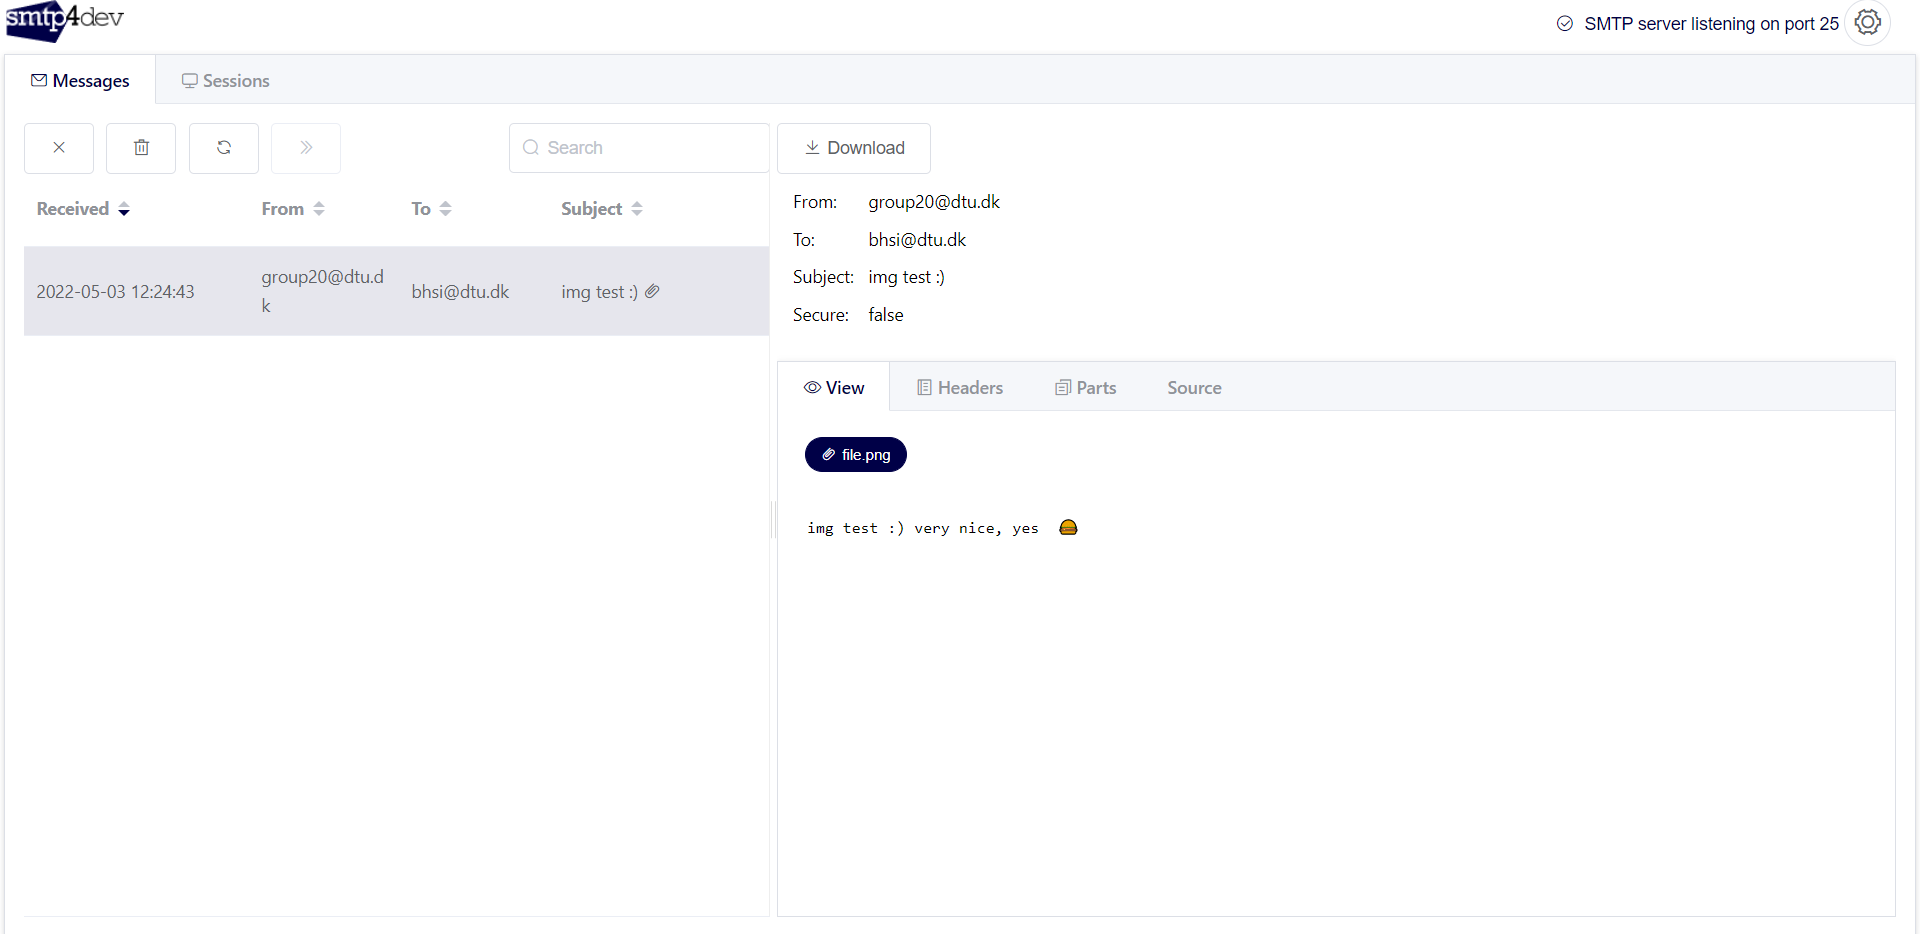 smtp4dev
SMTP server listening on port 25
Messages
Sessions
Search
Download
Received
From
To
Subject
2022-05-03 12:24:43
group20@dtu.d
k
bhsi@dtu.dk
img test :)
From: group20@dtu.dk
To: bhsi@dtu.dk
Subject: img test :)
Secure: false
View
Headers
Parts
Source
file.png
img test :) very nice, yes 🍔